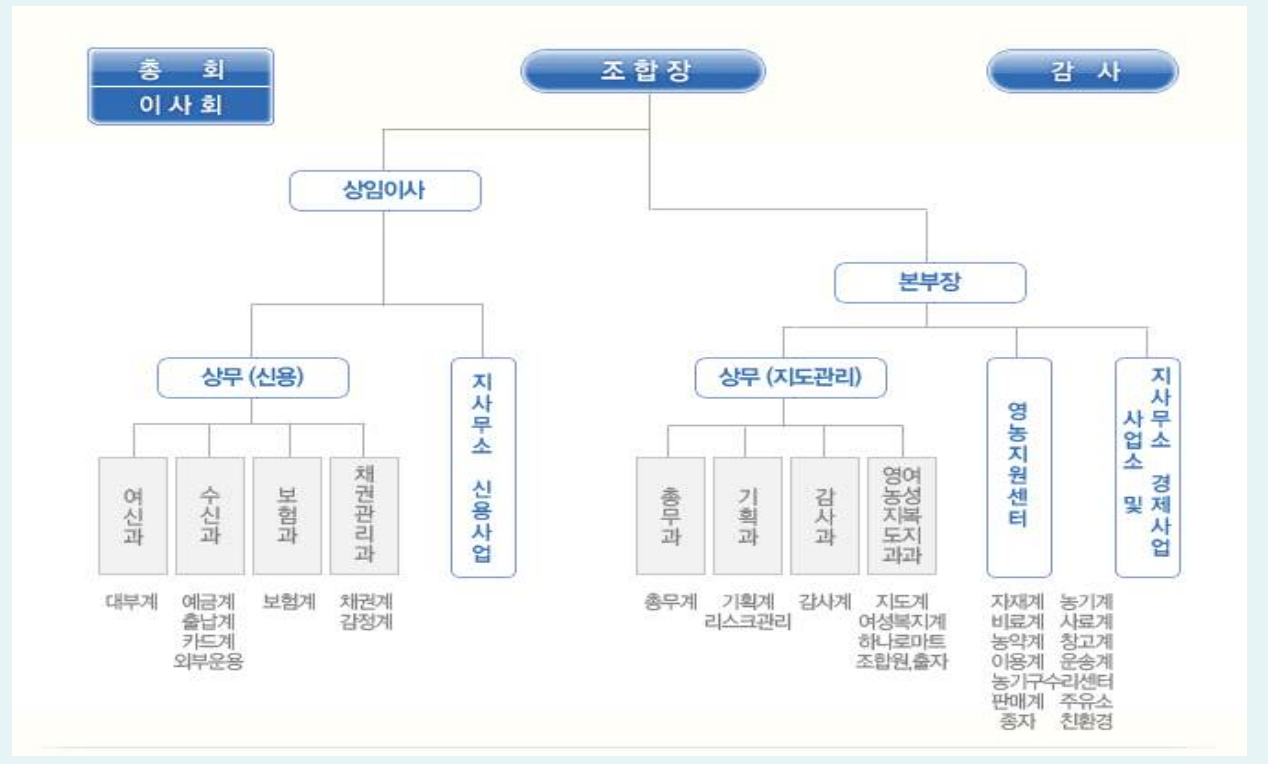 총 회
이 사 회
조 합 장
감 사
상임이사
본부장
상무 (신용)
지사무소 신용사업
상무 (지도관리)
영농지원센터
지사무소 경제사업
사업소 및
여신과
수신과
보험과
채권관리과
총무과
기획과
감사과
영농지도과
여성복지과
대부계
예금계
출납계
카드계
외부운용
보험계
채권계
감정계
총무계
기획계
리스크관리
감사계
지도계
여성복지계
하나로마트
조합원,출자
자재계 농기계
비료계 사료계
농약계 창고계
이용계 운송계
농기구수리센터
판매계 주유소
종자 친환경